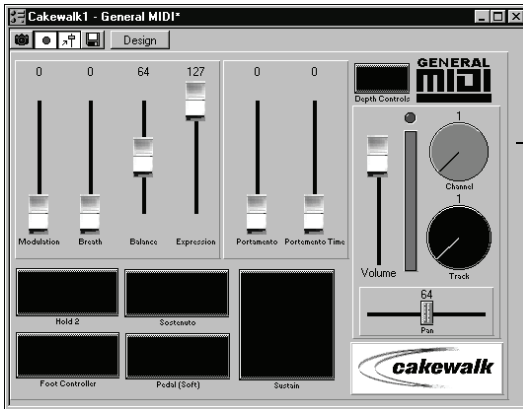 Cakewalk1 - General MIDI*
Design
0 0 64 127 0 0
GENERAL
MIDI
Depth Controls
1
Channel
1
Track
Modulation Breath Balance Expression Portamento Portemento Time
Volume
64
Pan
Hold 2 Sostenuto
Foot Controller Pedal (Soft) Sustain
cakewalk